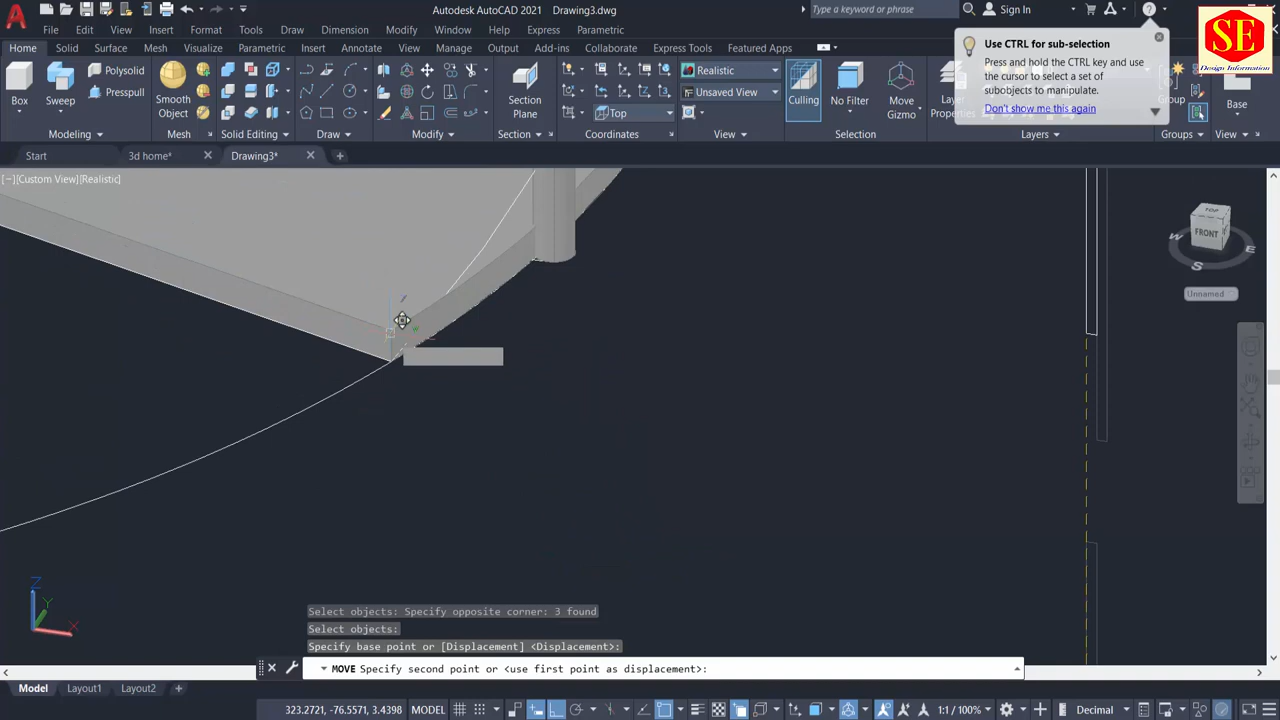 Autodesk AutoCAD 2021 Drawing3.dwg
Type a keyword or phrase
Sign In
File Edit View Insert Format Tools Draw Dimension Modify Window Help Express Parametric
SE
Design Information
Home Solid Surface Mesh Visualize Parametric Insert Annotate View Manage Output Add-ins Collaborate Express Tools Featured Apps
Use CTRL for sub-selection
Press and hold the CTRL key and use
the cursor to select a set of
subobjects to manipulate.
Don't show me this again
Polysolid
Presspull
Box
Sweep
Smooth
Object
Section
Plane
Top
Realistic
Unsaved View
Culling
No Filter
Move
Gizmo
Layer
Properties
Group
Base
Modeling Mesh Solid Editing Draw Modify Section Coordinates View Selection Layers Groups View
Start 3d home* Drawing3*
[−][Custom View][Realistic]
TOP
FRONT
W
E
S
Unnamed
Z
Y
X
Select objects: Specify opposite corner: 3 found
Select objects:
Specify base point or [Displacement] <Displacement>:
MOVE Specify second point or <use first point as displacement>:
Model Layout1 Layout2
323.2721, -76.5571, 3.4398 MODEL
1:1 / 100%
Decimal